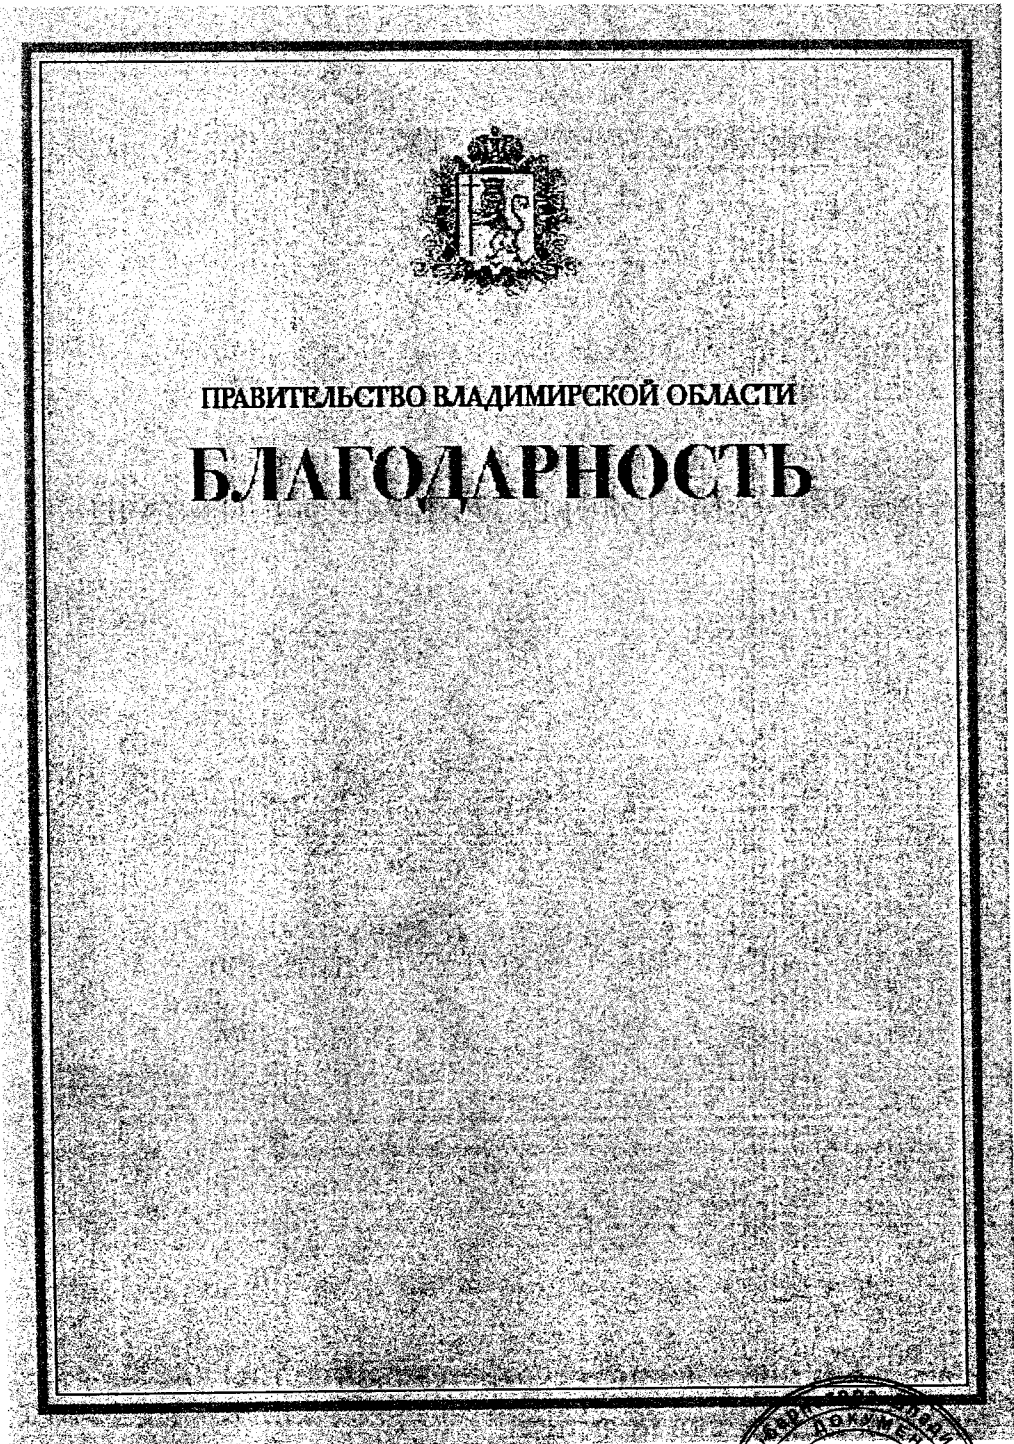 ПРАВИТЕЛЬСТВО ВЛАДИМИРСКОЙ ОБЛАСТИ
БЛАГОДАРНОСТЬ